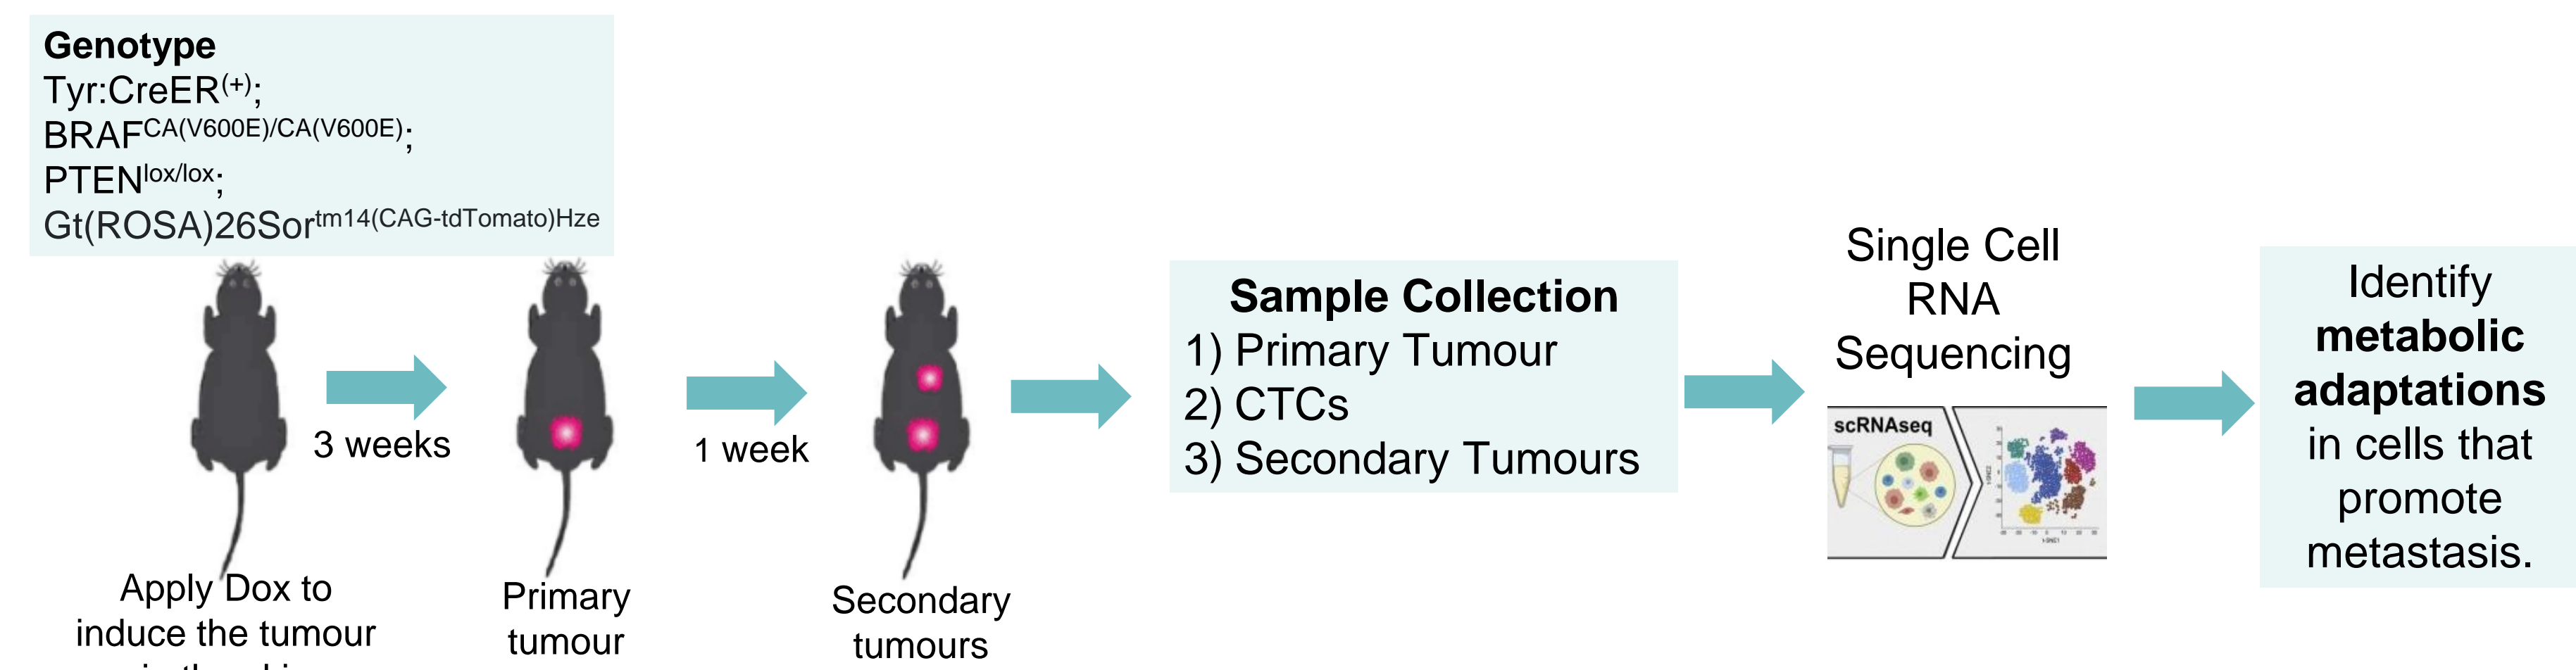 Genotype
Tyr:CreER(+);
BRAFCA(V600E)/CA(V600E);
PTENlox/lox;
Gt(ROSA)26Sortm14(CAG-tdTomato)Hze
Apply Dox to
induce the tumour
3 weeks
Primary
tumour
1 week
Secondary
tumours
Sample Collection
1) Primary Tumour
2) CTCs
3) Secondary Tumours
Single Cell
RNA
Sequencing
scRNAseq
Identify
metabolic
adaptations
in cells that
promote
metastasis.